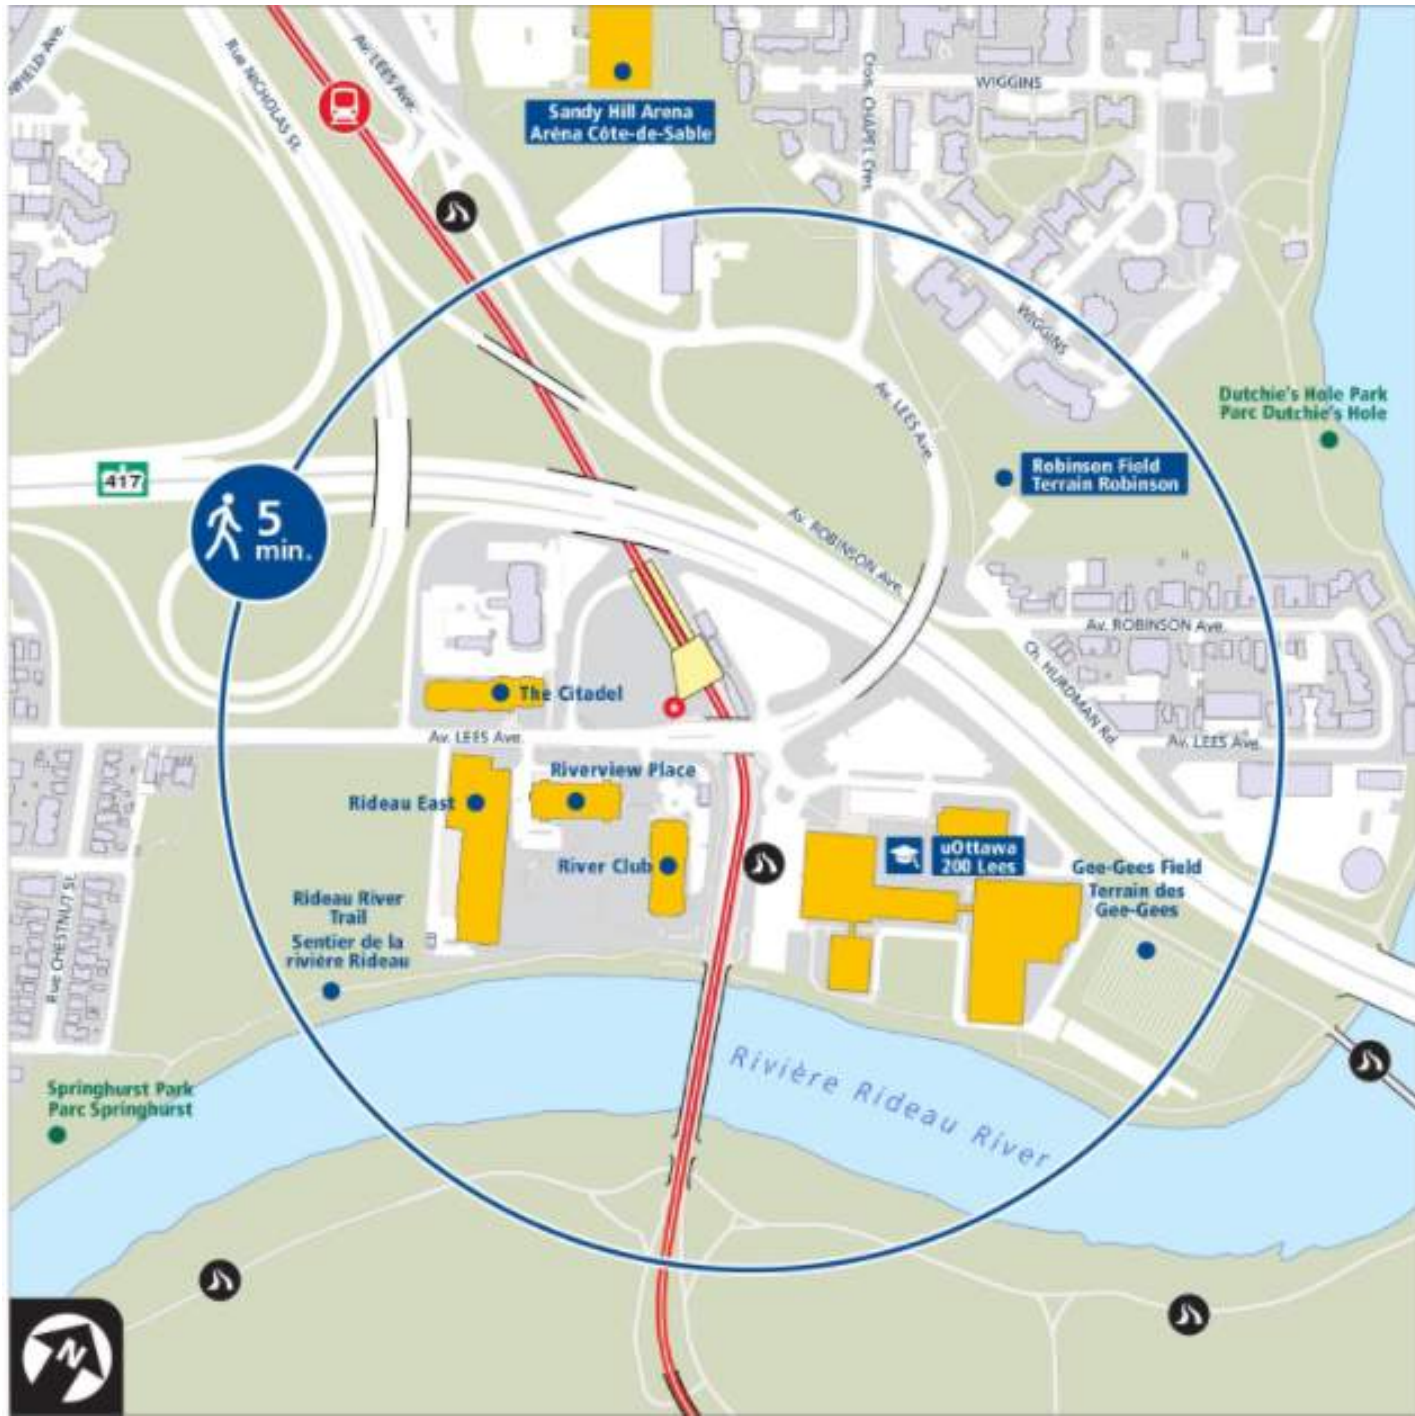 NFIELD Ave.
Rue NICHOLAS St.
Av. LEES Ave.
Sandy Hill Arena
Aréna Côte-de-Sable
Crois. CHAPEL Cres.
WIGGINS
WIGGINS
Dutchie's Hole Park
Parc Dutchie's Hole
Av. LEES Ave.
417
Robinson Field
Terrain Robinson
5
min.
Av. ROBINSON Ave.
Av. ROBINSON Ave.
Ch. HURDMAN Rd.
The Citadel
Av. LEES Ave.
Av. LEES Ave.
Riverview Place
Rideau East
River Club
uOttawa
200 Lees
Gee-Gees Field
Terrain des
Gee-Gees
Rue CHESTNUT St.
Rideau River
Trail
Sentier de la
rivière Rideau
Rivière Rideau River
Springhurst Park
Parc Springhurst
N